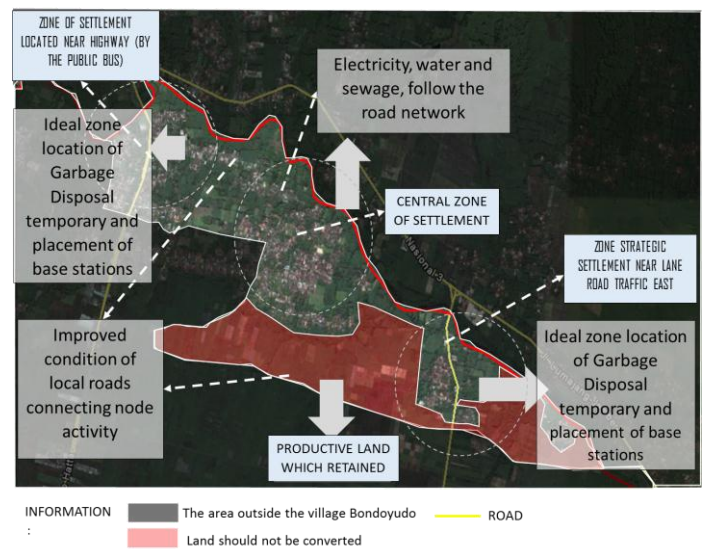 ZONE OF SETTLEMENT
LOCATED NEAR HIGHWAY (BY
THE PUBLIC BUS)
Electricity, water and
sewage, follow the
road network
Ideal zone
location of
Garbage
Disposal
temporary and
placement of
base stations
CENTRAL ZONE
OF SETTLEMENT
ZONE STRATEGIC
SETTLEMENT NEAR LANE
ROAD TRAFFIC EAST
Nasional 3
Improved
condition of
local roads
connecting node
activity
Ideal zone location
of Garbage
Disposal
temporary and
placement of base
stations
PRODUCTIVE LAND
WHICH RETAINED
INFORMATION
:
The area outside the village Bondoyudo
ROAD
Land should not be converted